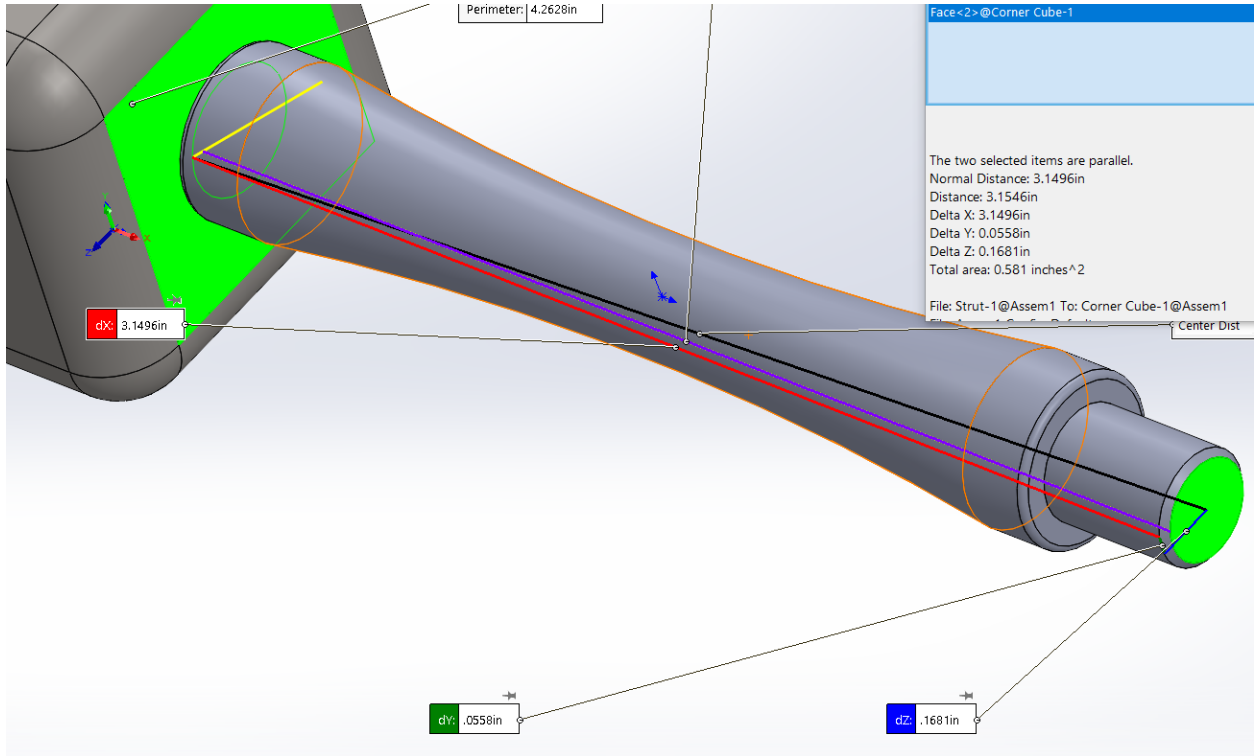 Perimeter: 4.2628in
Face<2>@Corner Cube-1
The two selected items are parallel.
Normal Distance: 3.1496in
Distance: 3.1546in
Delta X: 3.1496in
Delta Y: 0.0558in
Delta Z: 0.1681in
Total area: 0.581 inches^2
File: Strut-1@Assem1 To: Corner Cube-1@Assem1
Center Dist
Z
X
dX: 3.1496in
dY: .0558in
dZ: .1681in